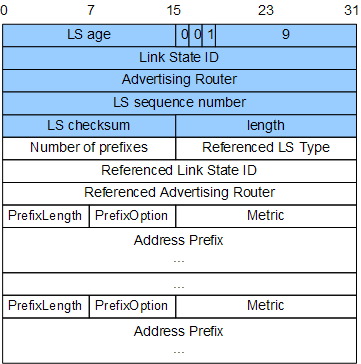 0 7 15 23 31
LS age 0 0 1 9
Link State ID
Advertising Router
LS sequence number
LS checksum length
Number of prefixes Referenced LS Type
Referenced Link State ID
Referenced Advertising Router
PrefixLength PrefixOption Metric
Address Prefix
...
...
PrefixLength PrefixOption Metric
Address Prefix
...